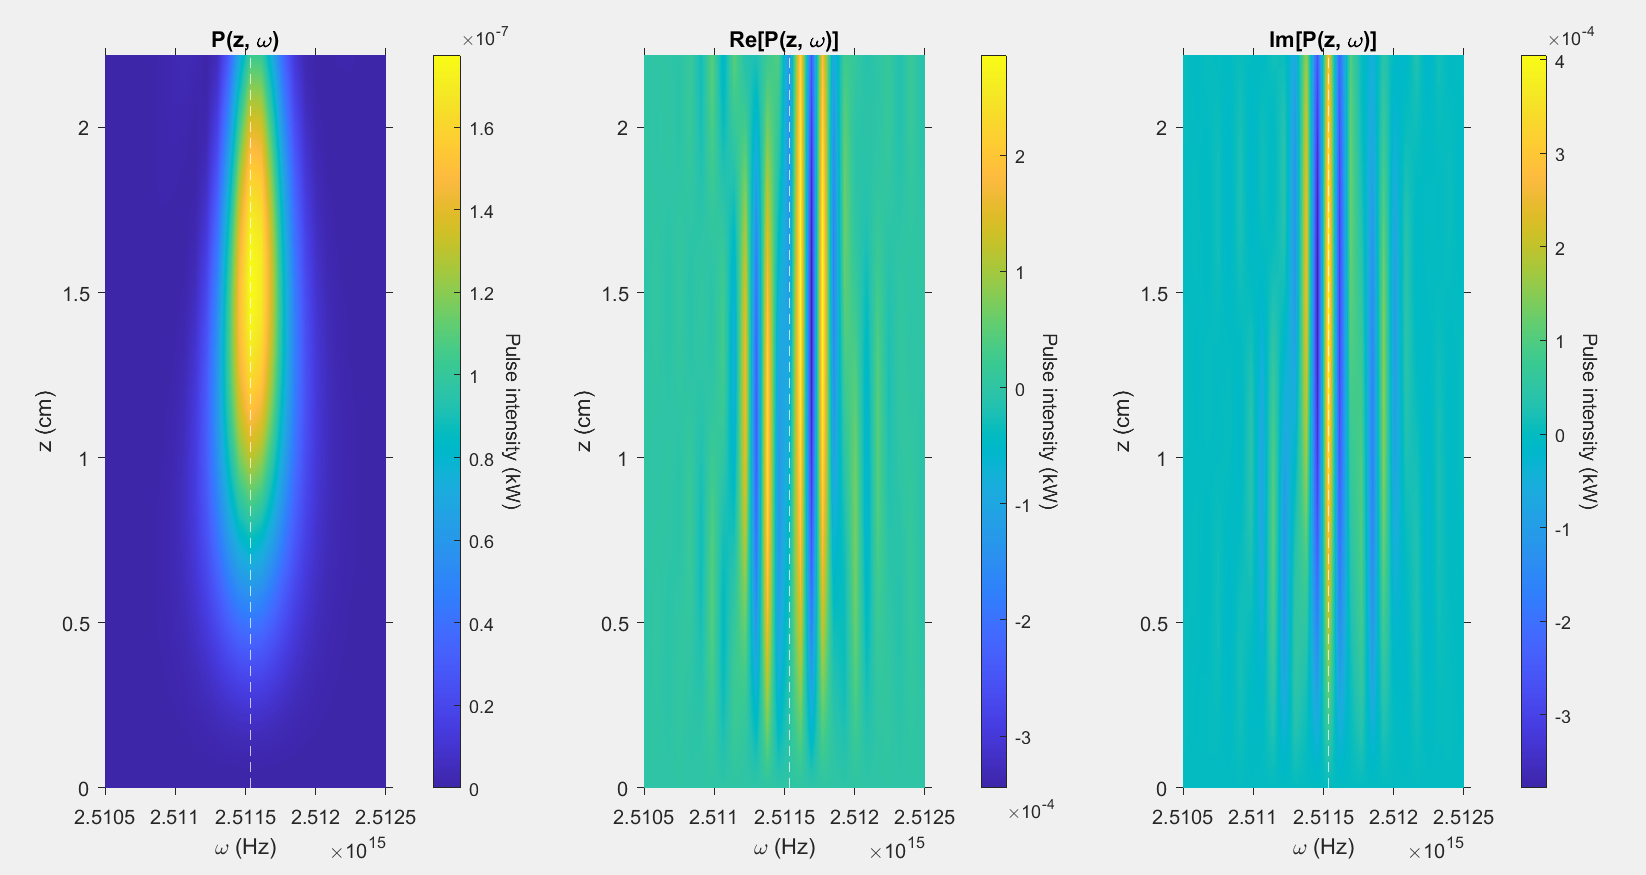 P(z, ω)
×10⁻⁷
2
1.5
1
0.5
0
z (cm)
2.5105 2.511 2.5115 2.512 2.5125
ω (Hz)
×10¹⁵
1.6
1.4
1.2
1
0.8
0.6
0.4
0.2
0
Pulse intensity (kW)
Re[P(z, ω)]
2
1.5
1
0.5
0
z (cm)
2.5105 2.511 2.5115 2.512 2.5125
ω (Hz)
×10¹⁵
2
1
0
-1
-2
-3
×10⁻⁴
Pulse intensity (kW)
Im[P(z, ω)]
×10⁻⁴
2
1.5
1
0.5
0
z (cm)
2.5105 2.511 2.5115 2.512 2.5125
ω (Hz)
×10¹⁵
4
3
2
1
0
-1
-2
-3
Pulse intensity (kW)